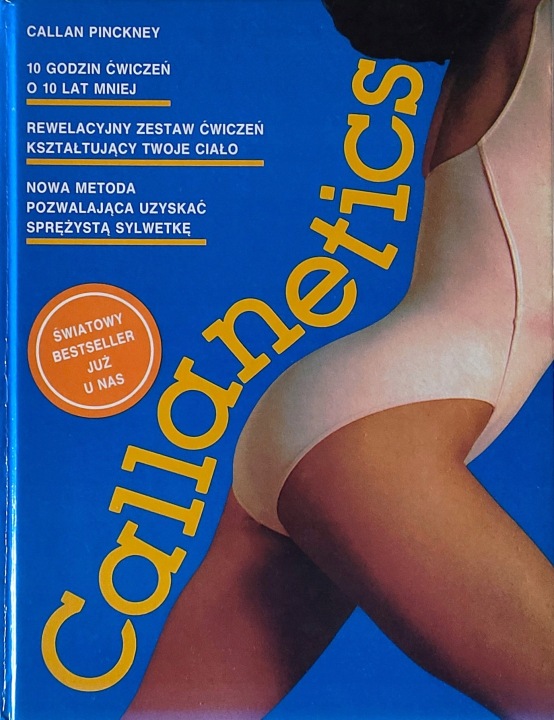 CALLAN PINCKNEY
10 GODZIN ĆWICZEŃ
O 10 LAT MNIEJ
REWELACYJNY ZESTAW ĆWICZEŃ
KSZTAŁTUJĄCY TWOJE CIAŁO
NOWA METODA
POZWALAJĄCA UZYSKAĆ
SPRĘŻYSTĄ SYLWETKĘ
ŚWIATOWY
BESTSELLER
JUŻ
U NAS
Callanetics